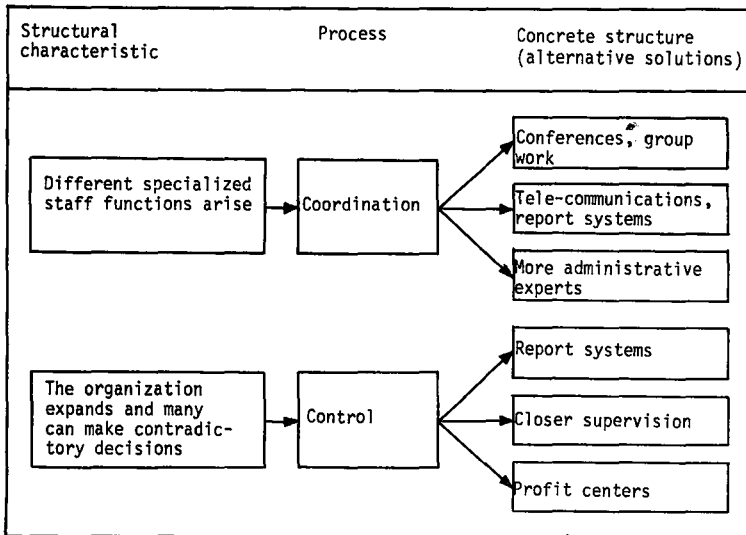 Structural
characteristic
Process
Concrete structure
(alternative solutions)
Different specialized
staff functions arise
Coordination
Conferences, group
work
Tele-communications,
report systems
More administrative
experts
The organization
expands and many
can make contradic-
tory decisions
Control
Report systems
Closer supervision
Profit centers